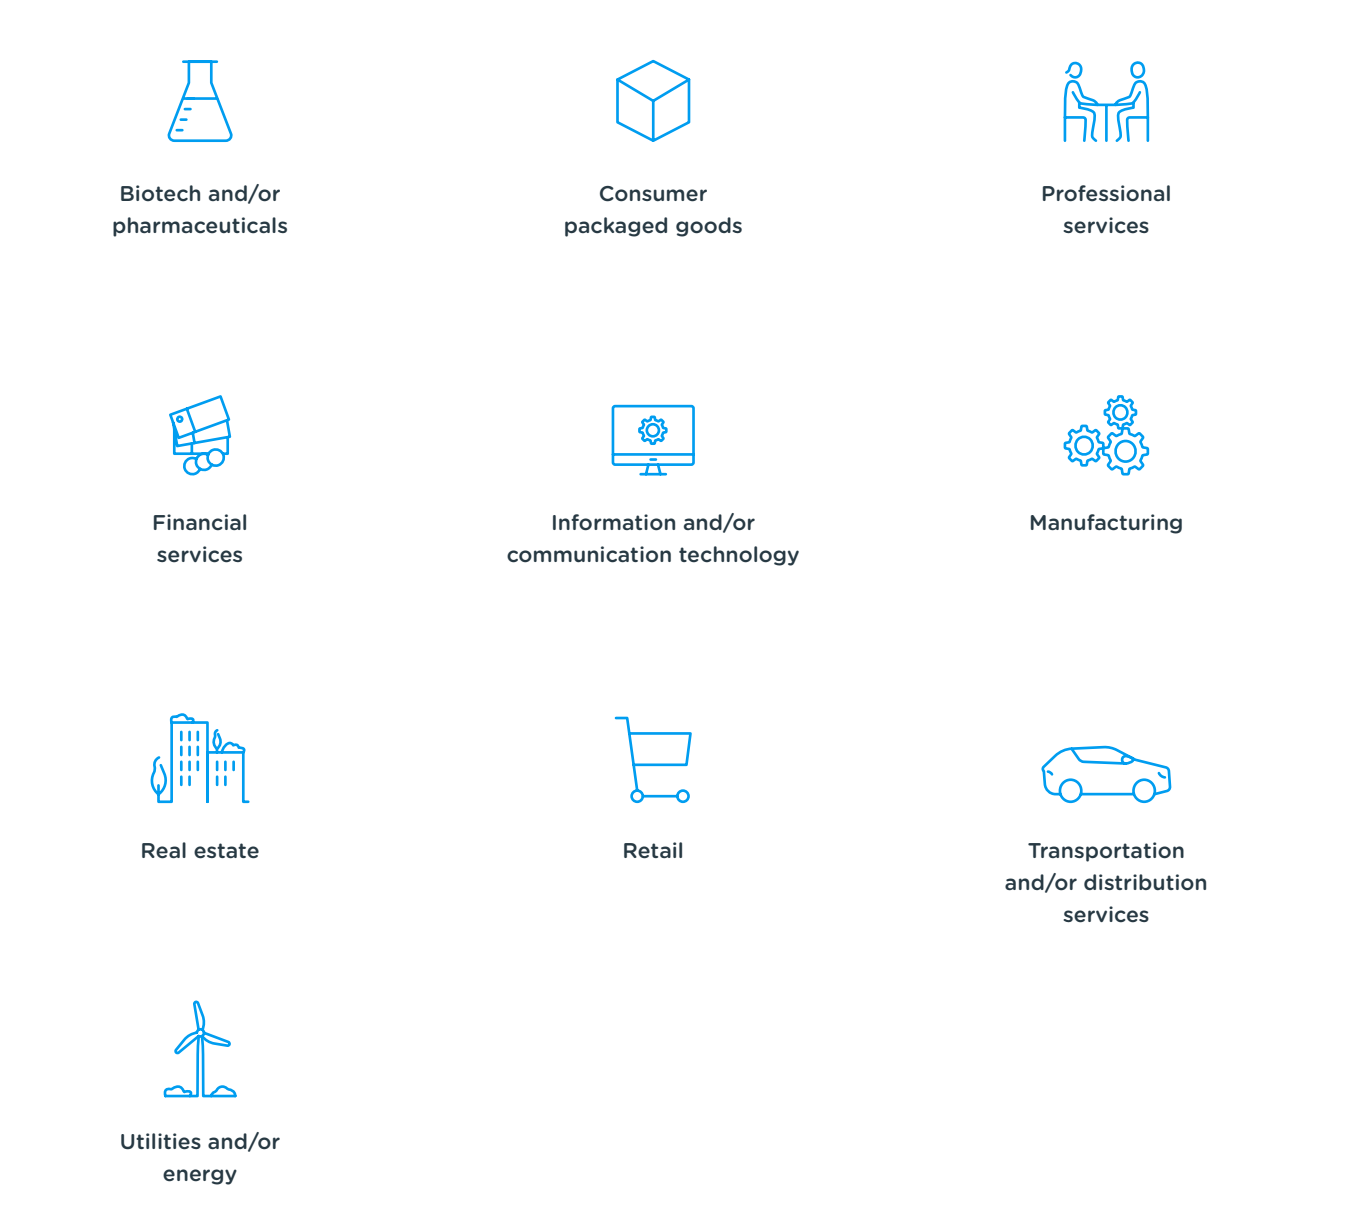 Biotech and/or
pharmaceuticals
Consumer
packaged goods
Professional
services
Financial
services
Information and/or
communication technology
Manufacturing
Real estate
Retail
Transportation
and/or distribution
services
Utilities and/or
energy